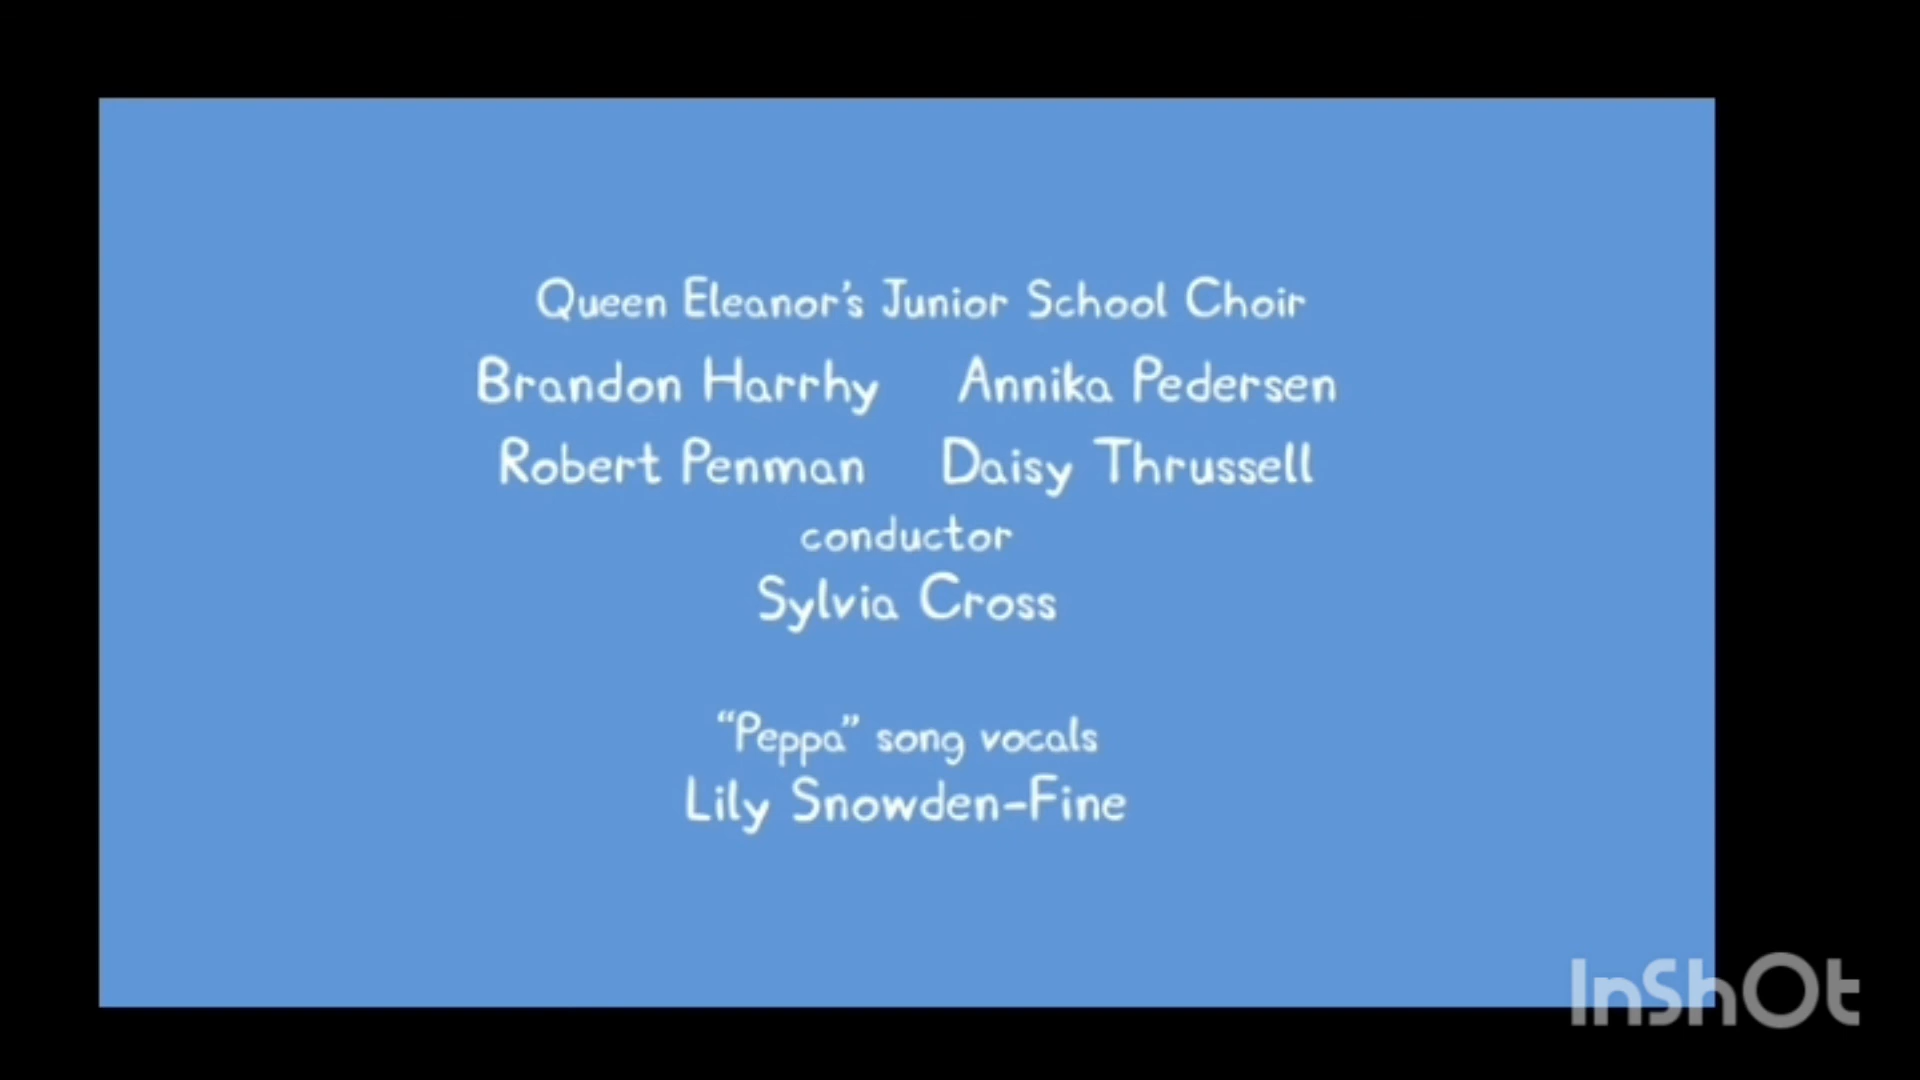 Queen Eleanor's Junior School Choir
Brandon Harrhy Annika Pedersen
Robert Penman Daisy Thrussell
conductor
Sylvia Cross
“Peppa” song vocals
Lily Snowden-Fine
InShOt